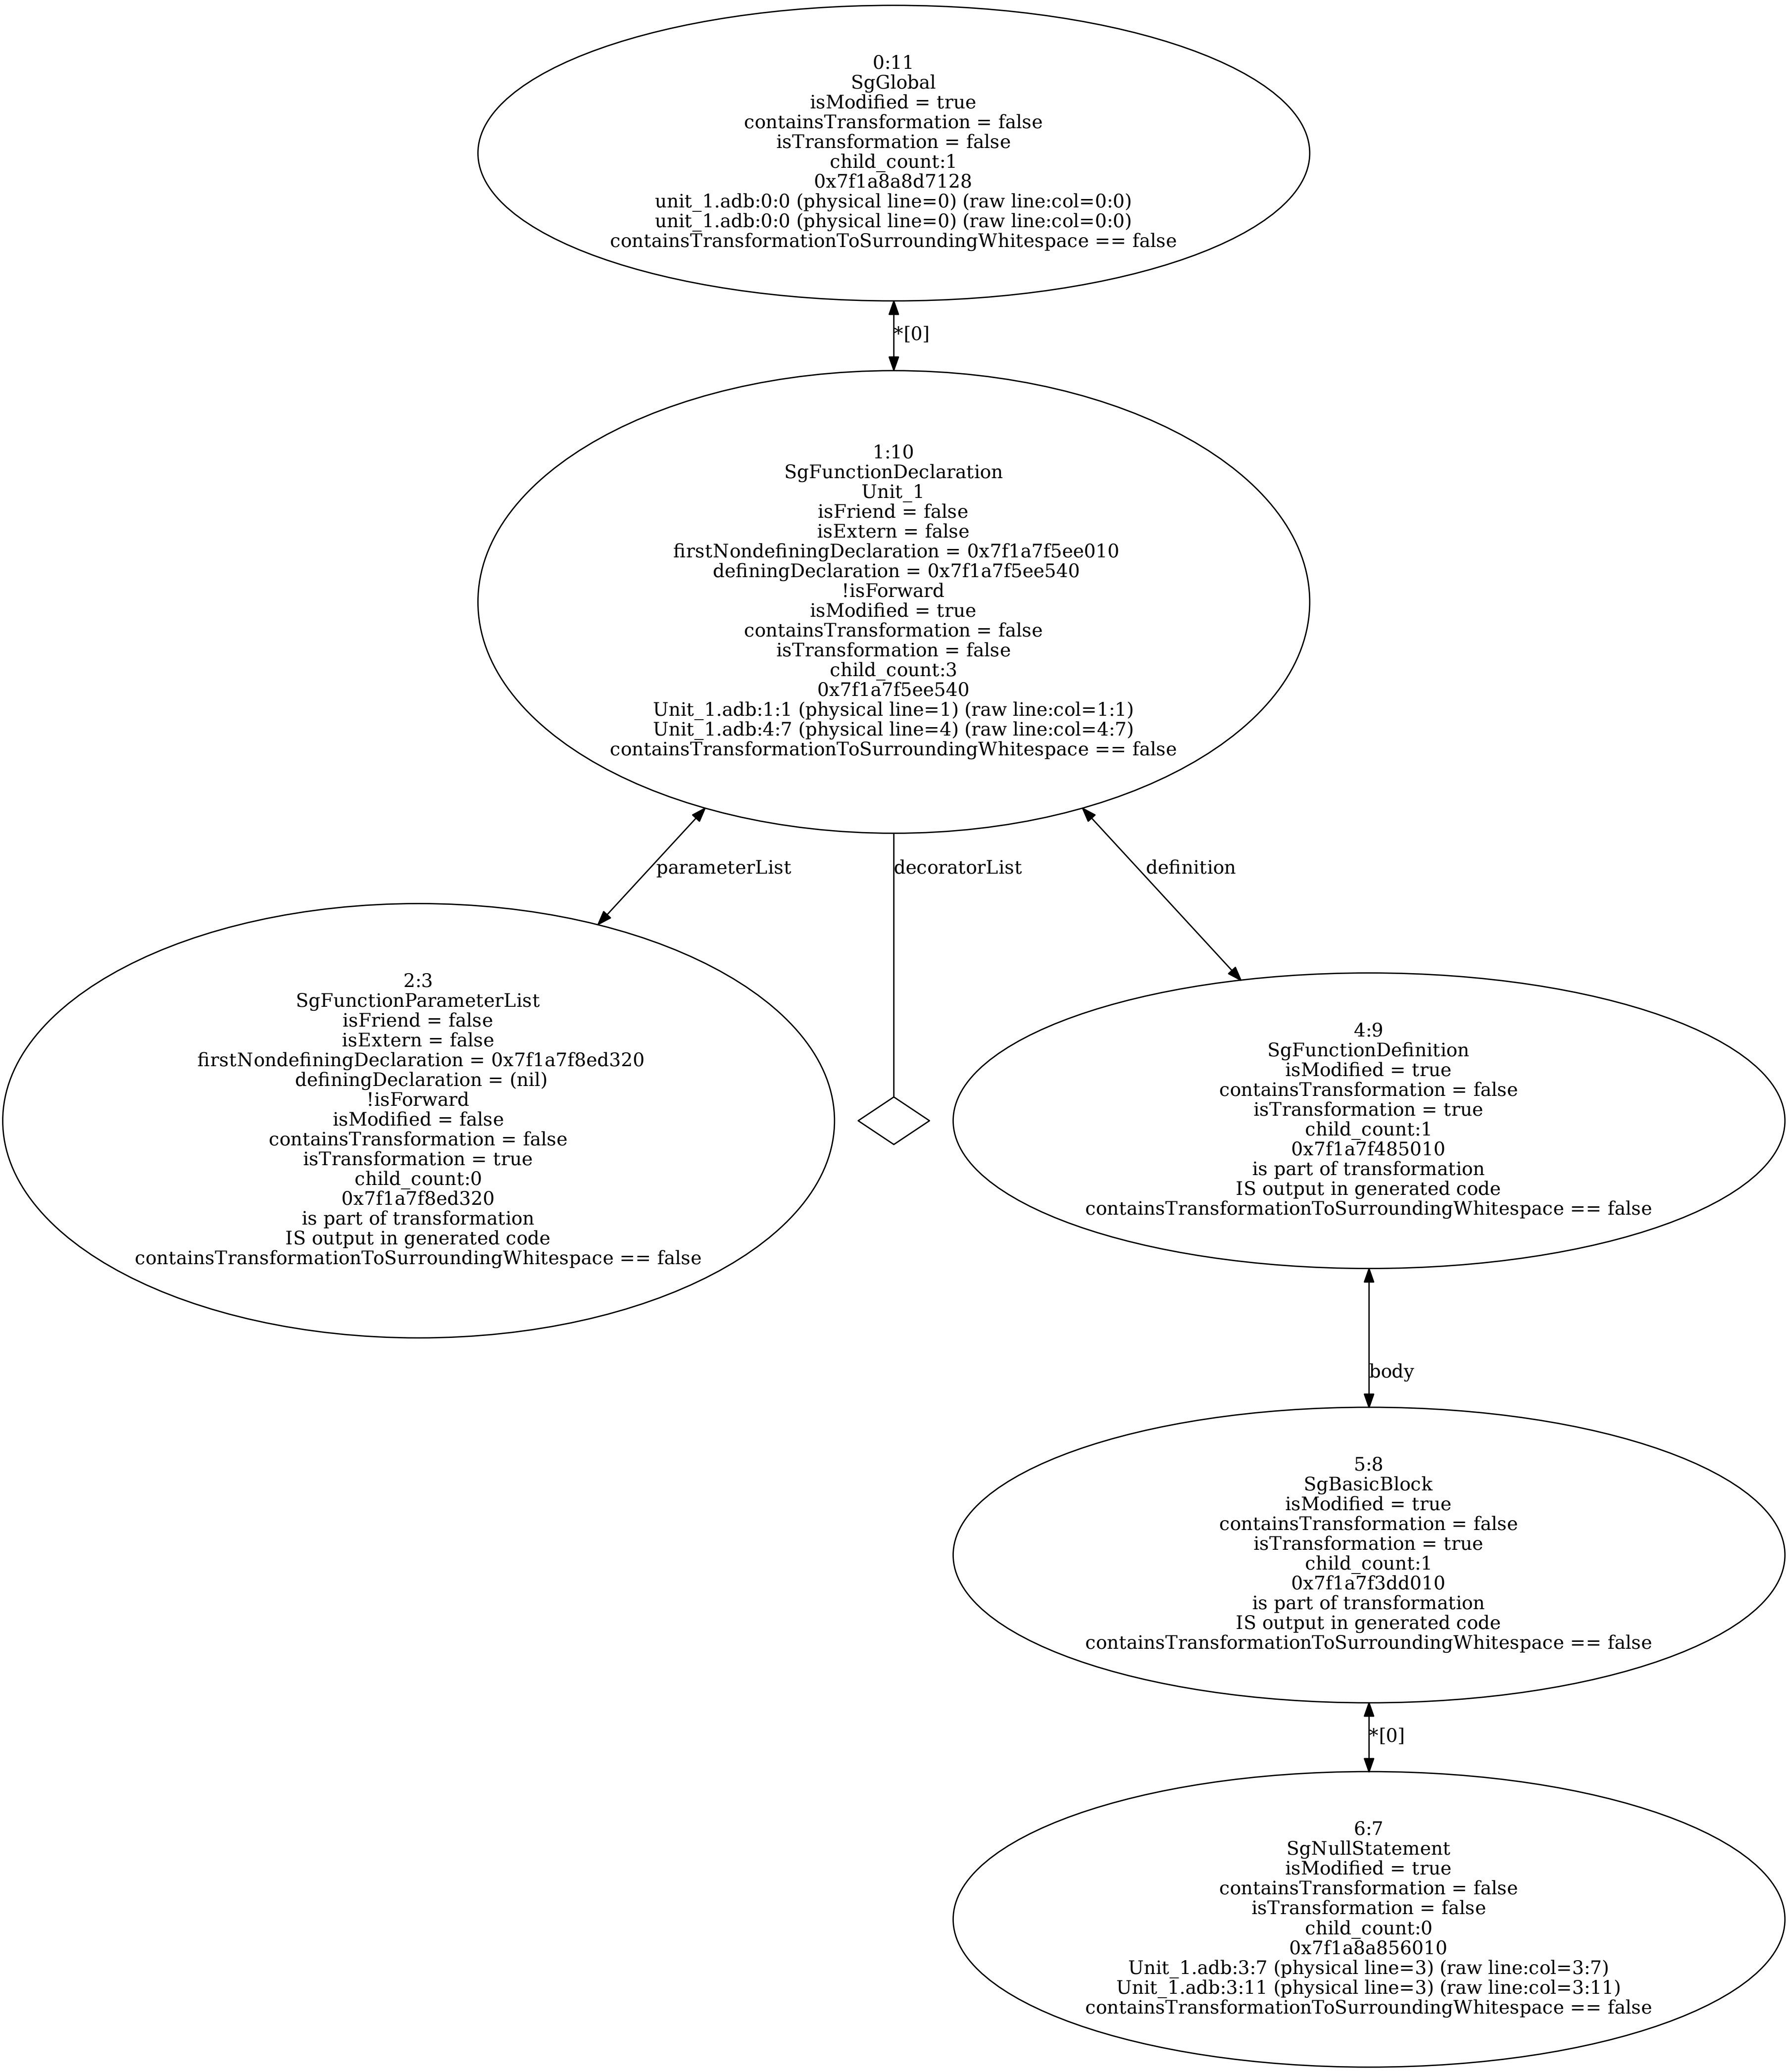 0:11
SgGlobal
isModified = true
containsTransformation = false
isTransformation = false
child_count:1
0x7f1a8a8d7128
unit_1.adb:0:0 (physical line=0) (raw line:col=0:0)
unit_1.adb:0:0 (physical line=0) (raw line:col=0:0)
containsTransformationToSurroundingWhitespace == false
*[0]
1:10
SgFunctionDeclaration
Unit_1
isFriend = false
isExtern = false
firstNondefiningDeclaration = 0x7f1a7f5ee010
definingDeclaration = 0x7f1a7f5ee540
!isForward
isModified = true
containsTransformation = false
isTransformation = false
child_count:3
0x7f1a7f5ee540
Unit_1.adb:1:1 (physical line=1) (raw line:col=1:1)
Unit_1.adb:4:7 (physical line=4) (raw line:col=4:7)
containsTransformationToSurroundingWhitespace == false
parameterList
decoratorList
definition
2:3
SgFunctionParameterList
isFriend = false
isExtern = false
firstNondefiningDeclaration = 0x7f1a7f8ed320
definingDeclaration = (nil)
!isForward
isModified = false
containsTransformation = false
isTransformation = true
child_count:0
0x7f1a7f8ed320
is part of transformation
IS output in generated code
containsTransformationToSurroundingWhitespace == false
4:9
SgFunctionDefinition
isModified = true
containsTransformation = false
isTransformation = true
child_count:1
0x7f1a7f485010
is part of transformation
IS output in generated code
containsTransformationToSurroundingWhitespace == false
body
5:8
SgBasicBlock
isModified = true
containsTransformation = false
isTransformation = true
child_count:1
0x7f1a7f3dd010
is part of transformation
IS output in generated code
containsTransformationToSurroundingWhitespace == false
*[0]
6:7
SgNullStatement
isModified = true
containsTransformation = false
isTransformation = false
child_count:0
0x7f1a8a856010
Unit_1.adb:3:7 (physical line=3) (raw line:col=3:7)
Unit_1.adb:3:11 (physical line=3) (raw line:col=3:11)
containsTransformationToSurroundingWhitespace == false